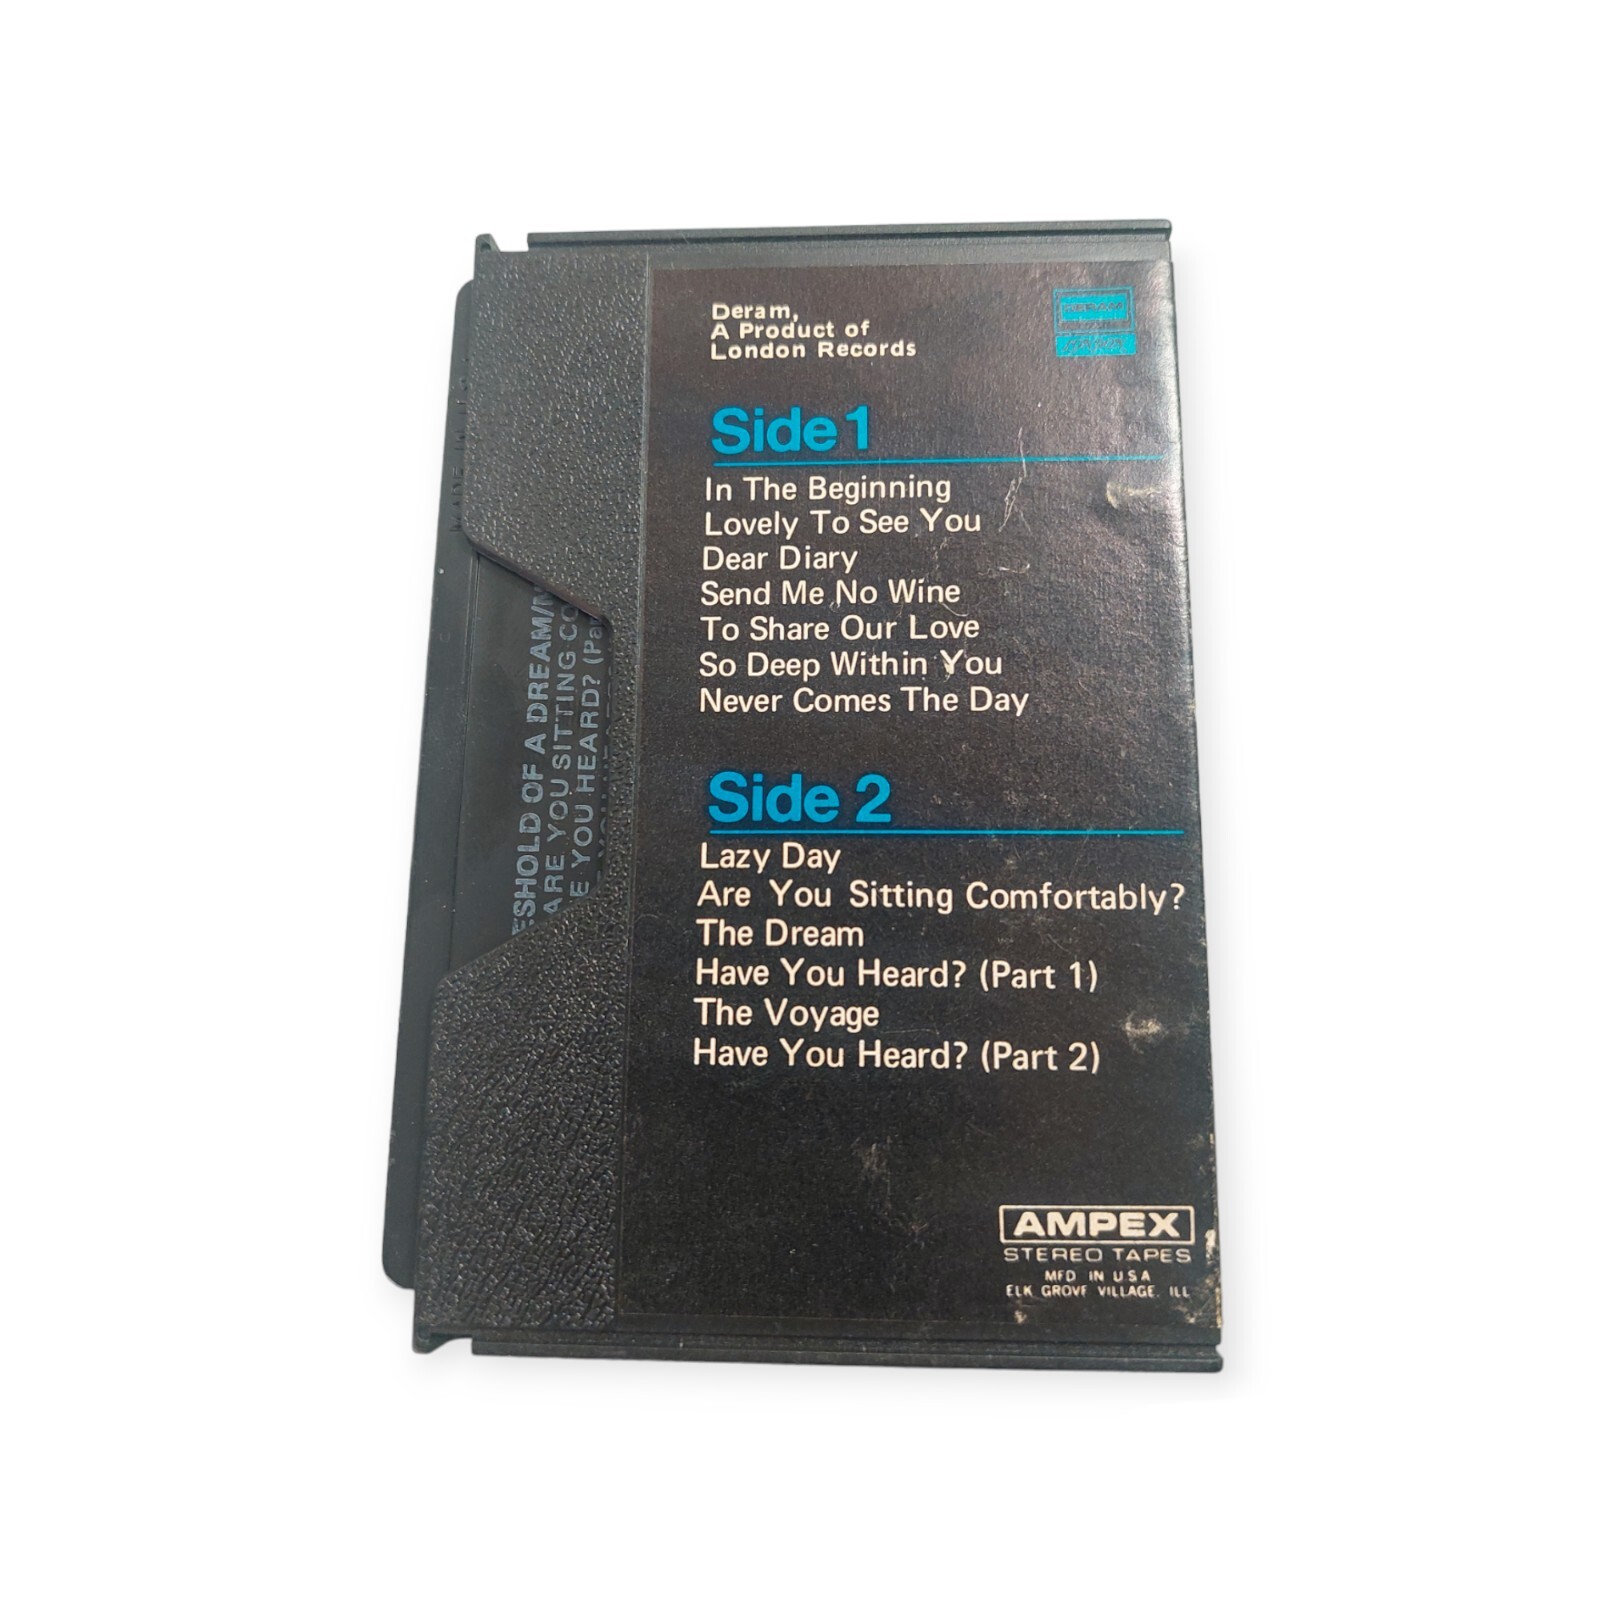 Deram,
A Product of
London Records
Side 1
In The Beginning
Lovely To See You
Dear Diary
Send Me No Wine
To Share Our Love
So Deep Within You
Never Comes The Day
Side 2
Lazy Day
Are You Sitting Comfortably?
The Dream
Have You Heard? (Part 1)
The Voyage
Have You Heard? (Part 2)
AMPEX
STEREO TAPES
MFD IN USA
ELK GROVE VILLAGE. ILL
ESHOLD OF A DREAM/
ARE YOU SITTING CO
E YOU HEARD? (Pa
MADE IN U.S.